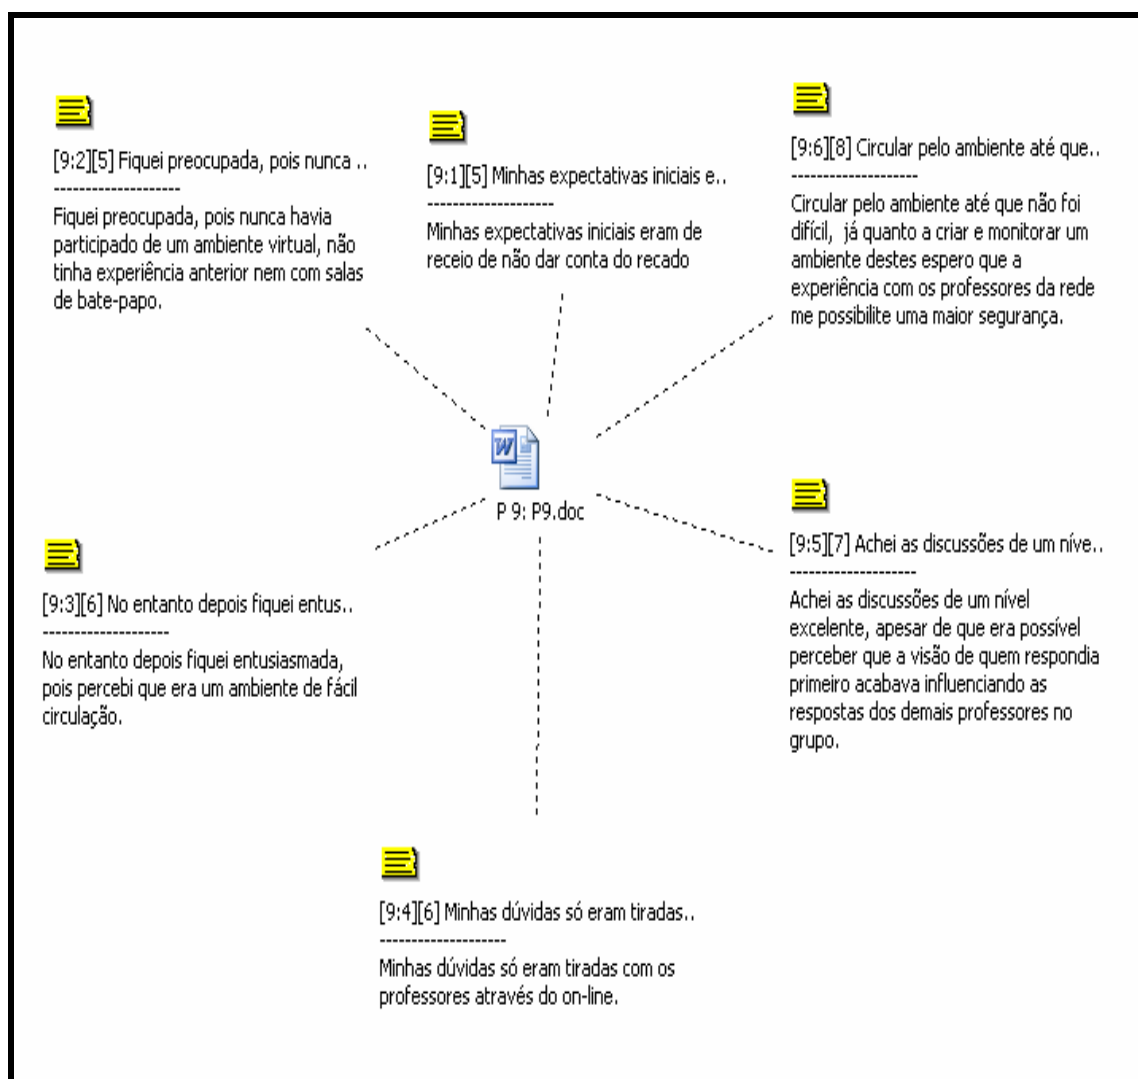 [9:2][5] Fiquei preocupada, pois nunca ..
--------------------
Fiquei preocupada, pois nunca havia
participado de um ambiente virtual, não
tinha experiência anterior nem com salas
de bate-papo.
[9:1][5] Minhas expectativas iniciais e..
--------------------
Minhas expectativas iniciais eram de
receio de não dar conta do recado
[9:6][8] Circular pelo ambiente até que..
--------------------
Circular pelo ambiente até que não foi
difícil, já quanto a criar e monitorar um
ambiente destes espero que a
experiência com os professores da rede
me possibilite uma maior segurança.
W
P 9: P9.doc
[9:3][6] No entanto depois fiquei entus..
--------------------
No entanto depois fiquei entusiasmada,
pois percebi que era um ambiente de fácil
circulação.
[9:5][7] Achei as discussões de um níve..
--------------------
Achei as discussões de um nível
excelente, apesar de que era possível
perceber que a visão de quem respondia
primeiro acabava influenciando as
respostas dos demais professores no
grupo.
[9:4][6] Minhas dúvidas só eram tiradas..
--------------------
Minhas dúvidas só eram tiradas com os
professores através do on-line.